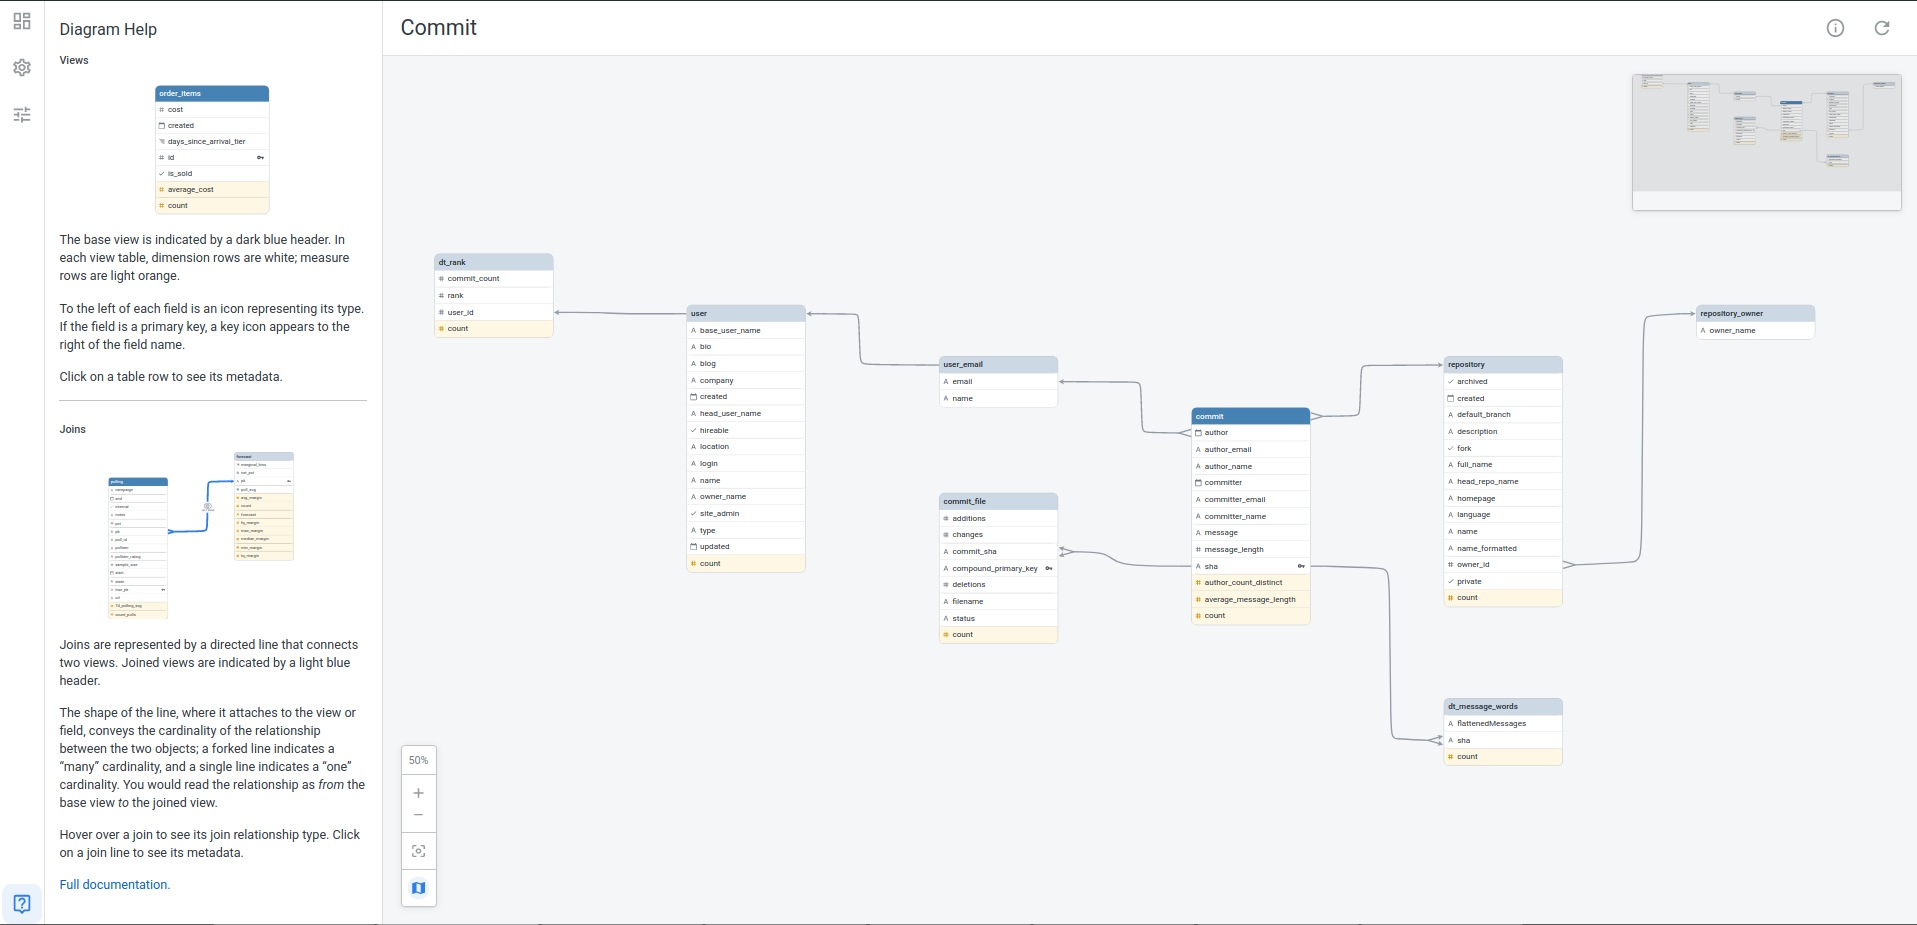 Diagram Help
Views
order_items
cost
created
days_since_arrival_tier
id
is_sold
average_cost
count
The base view is indicated by a dark blue header. In
each view table, dimension rows are white; measure
rows are light orange.
To the left of each field is an icon representing its type.
If the field is a primary key, a key icon appears to the
right of the field name.
Click on a table row to see its metadata.
Joins
polling
forecast
Joins are represented by a directed line that connects
two views. Joined views are indicated by a light blue
header.
The shape of the line, where it attaches to the view or
field, conveys the cardinality of the relationship
between the two objects; a forked line indicates a
“many” cardinality, and a single line indicates a “one”
cardinality. You would read the relationship as from the
base view to the joined view.
Hover over a join to see its join relationship type. Click
on a join line to see its metadata.
Full documentation.
Commit
dt_rank
commit_count
rank
user_id
count
user
base_user_name
bio
blog
company
created
head_user_name
hireable
location
login
name
owner_name
site_admin
type
updated
count
user_email
email
name
commit_file
additions
changes
commit_sha
compound_primary_key
deletions
filename
status
count
commit
author
author_email
author_name
committer
committer_email
committer_name
message
message_length
sha
author_count_distinct
average_message_length
count
repository
archived
created
default_branch
description
fork
full_name
head_repo_name
homepage
language
name
name_formatted
owner_id
private
count
repository_owner
owner_name
dt_message_words
flattenedMessages
sha
count
50%